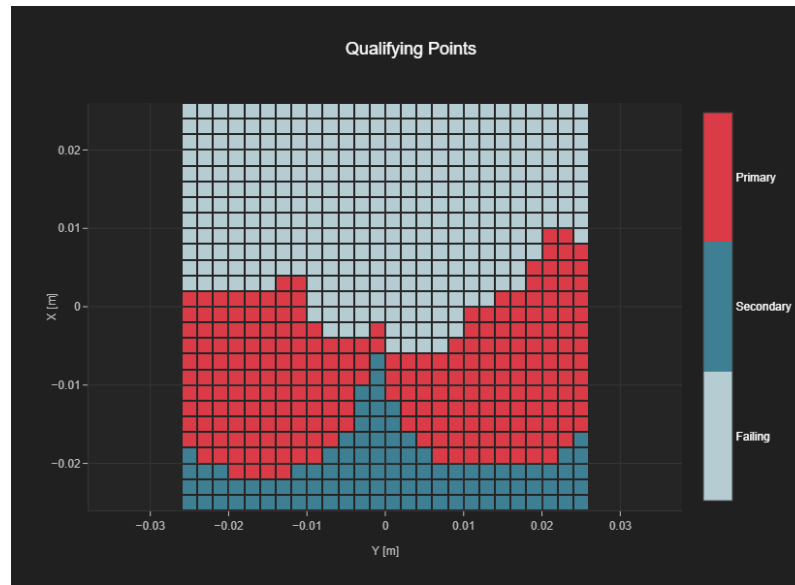 Qualifying Points
0.02
0.01
0
−0.01
−0.02
X [m]
−0.03
−0.02
−0.01
0
0.01
0.02
0.03
Y [m]
Primary
Secondary
Failing